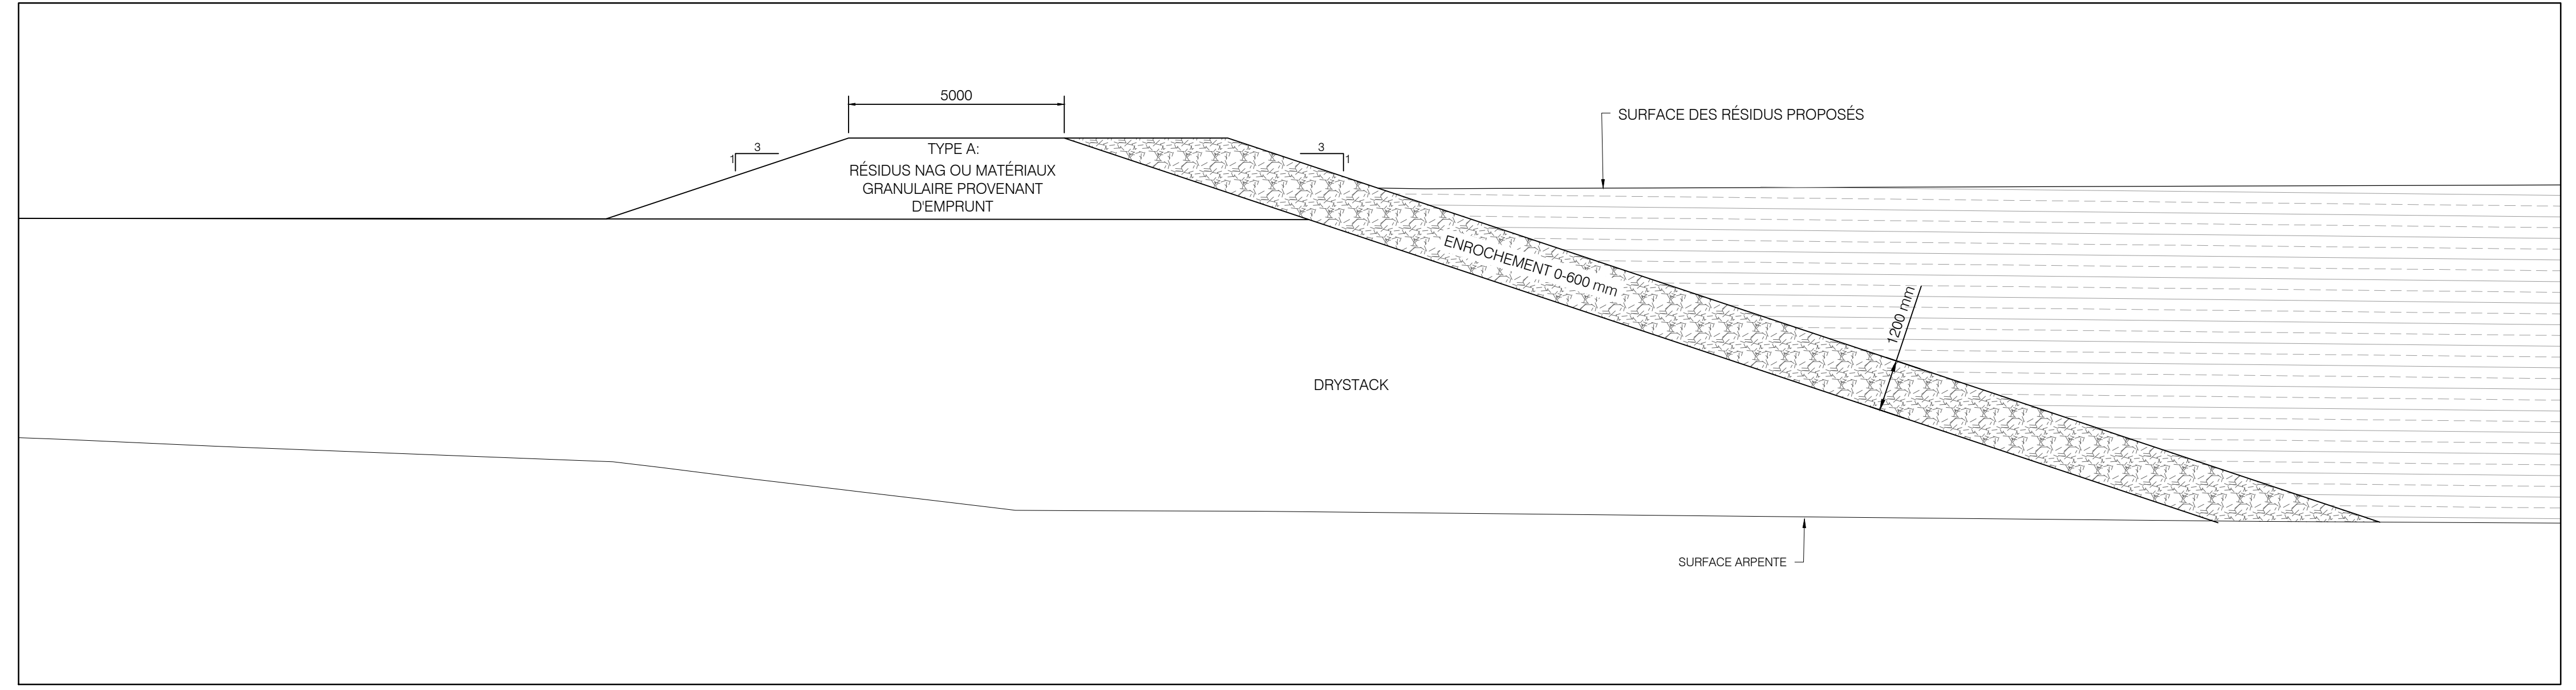 5000
SURFACE DES RÉSIDUS PROPOSÉS
3
1
TYPE A:
RÉSIDUS NAG OU MATÉRIAUX
GRANULAIRE PROVENANT
D'EMPRUNT
3
1
ENROCHEMENT 0-600 mm
1200 mm
DRYSTACK
SURFACE ARPENTE